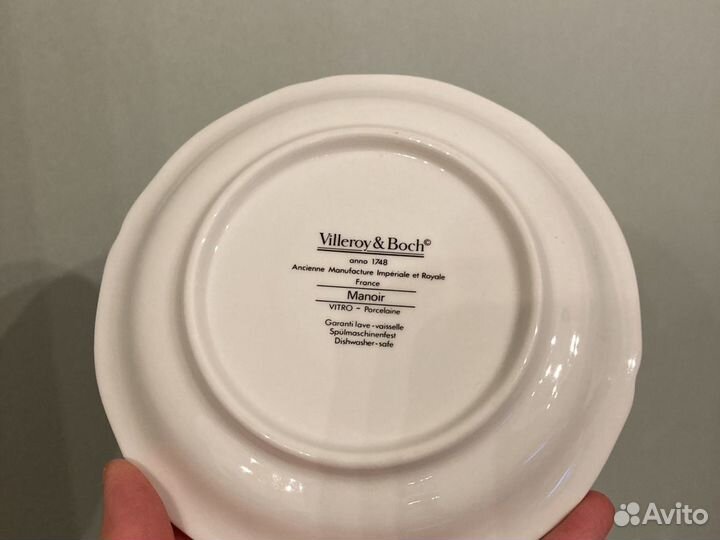 Villeroy & Boch©
anno 1748
Ancienne Manufacture Impériale et Royale
France
Manoir
VITRO - Porcelaine
Garanti lave-vaisselle
Spülmaschinenfest
Dishwasher-safe
Avito